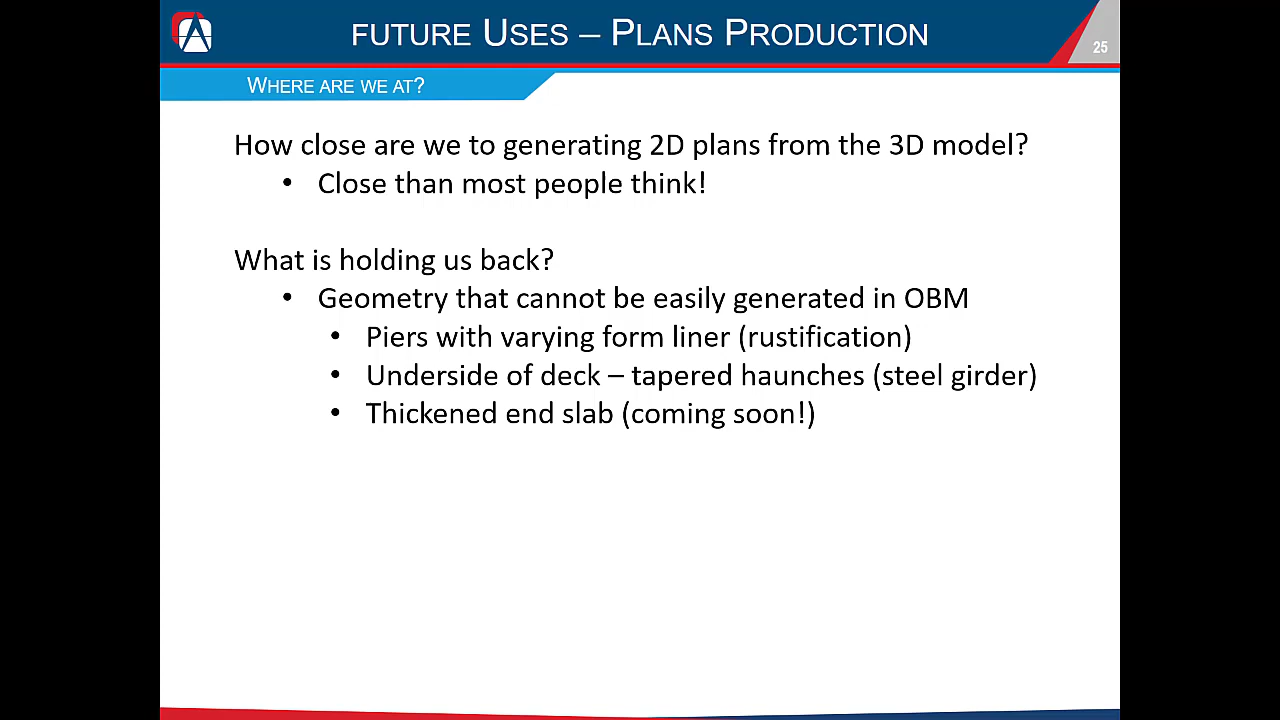 FUTURE USES – PLANS PRODUCTION
25
WHERE ARE WE AT?
How close are we to generating 2D plans from the 3D model?
• Close than most people think!
What is holding us back?
• Geometry that cannot be easily generated in OBM
• Piers with varying form liner (rustification)
• Underside of deck – tapered haunches (steel girder)
• Thickened end slab (coming soon!)